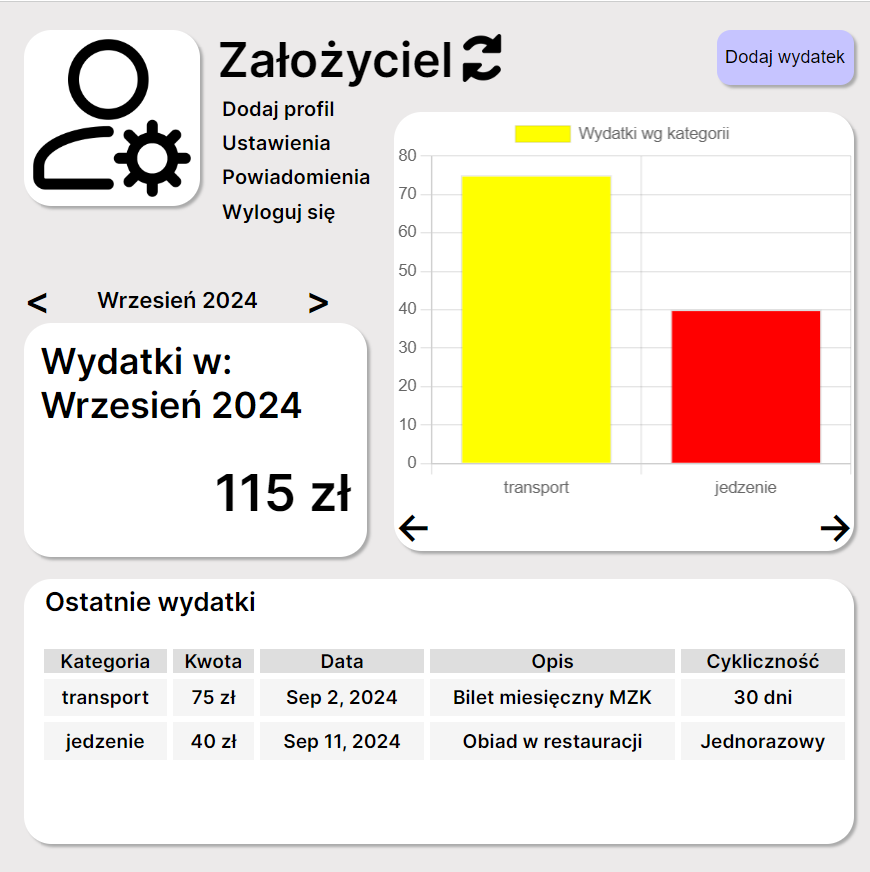 Założyciel
Dodaj wydatek
Dodaj profil
Ustawienia
Powiadomienia
Wyloguj się
Wydatki wg kategorii
80
70
60
50
40
30
20
10
0
transport jedzenie
< Wrzesień 2024 >
Wydatki w:
Wrzesień 2024
115 zł
Ostatnie wydatki
Kategoria Kwota Data Opis Cykliczność
transport 75 zł Sep 2, 2024 Bilet miesięczny MZK 30 dni
jedzenie 40 zł Sep 11, 2024 Obiad w restauracji Jednorazowy